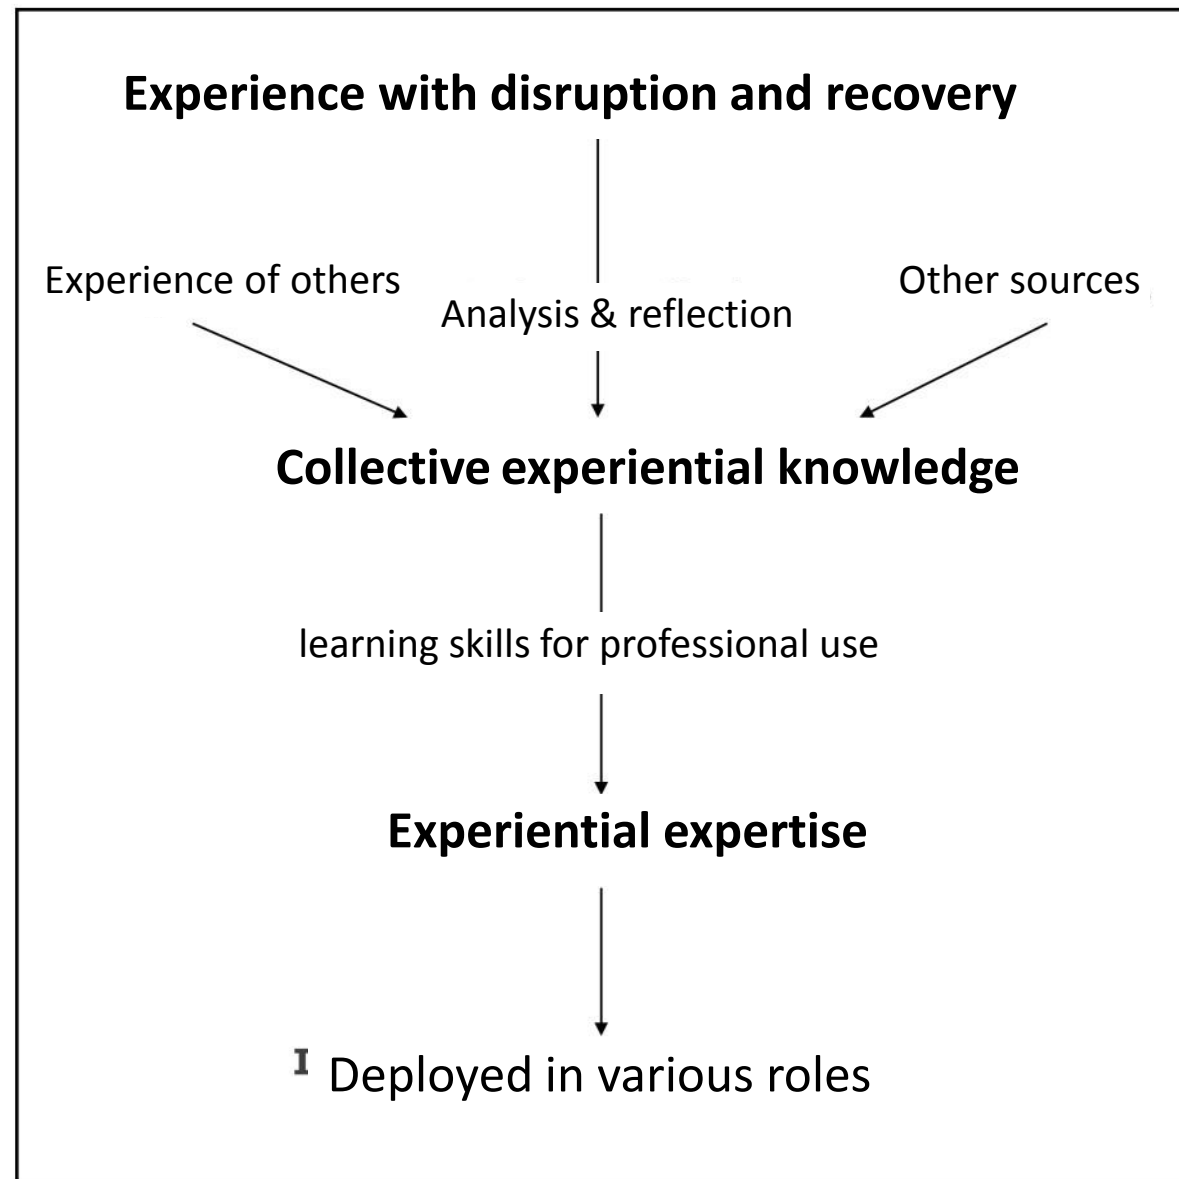 Experience with disruption and recovery
Experience of others
Analysis & reflection
Other sources
Collective experiential knowledge
learning skills for professional use
Experiential expertise
Deployed in various roles